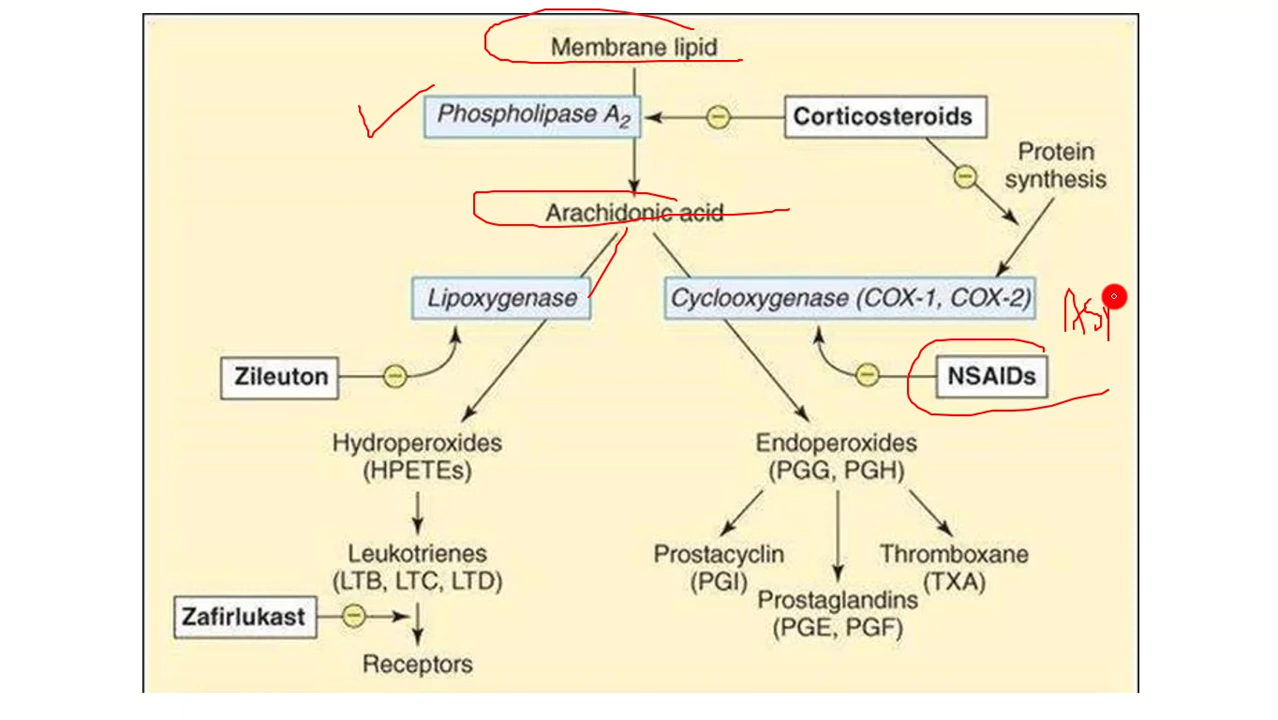 Membrane lipid
Phospholipase A2
Corticosteroids
Protein
synthesis
Arachidonic acid
Lipoxygenase
Cyclooxygenase (COX-1, COX-2)
Asp
Zileuton
NSAIDs
Hydroperoxides
(HPETEs)
Endoperoxides
(PGG, PGH)
Leukotrienes
(LTB, LTC, LTD)
Prostacyclin
(PGI)
Thromboxane
(TXA)
Prostaglandins
(PGE, PGF)
Zafirlukast
Receptors